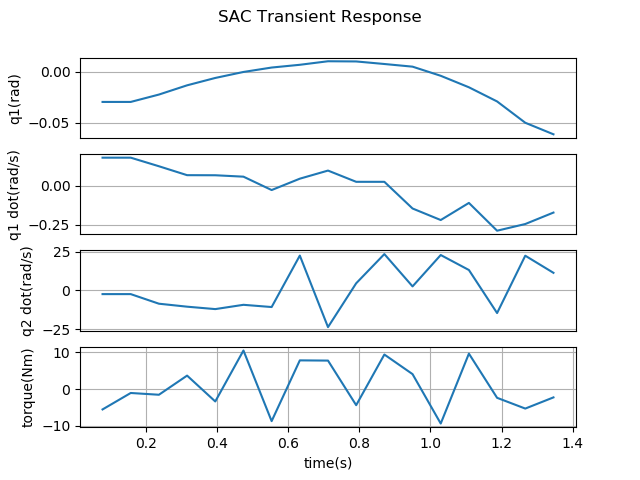 SAC Transient Response
q1(rad)
0.00
−0.05
q1 dot(rad/s)
0.00
−0.25
q2 dot(rad/s)
25
0
−25
torque(Nm)
10
0
−10
0.2 0.4 0.6 0.8 1.0 1.2 1.4
time(s)